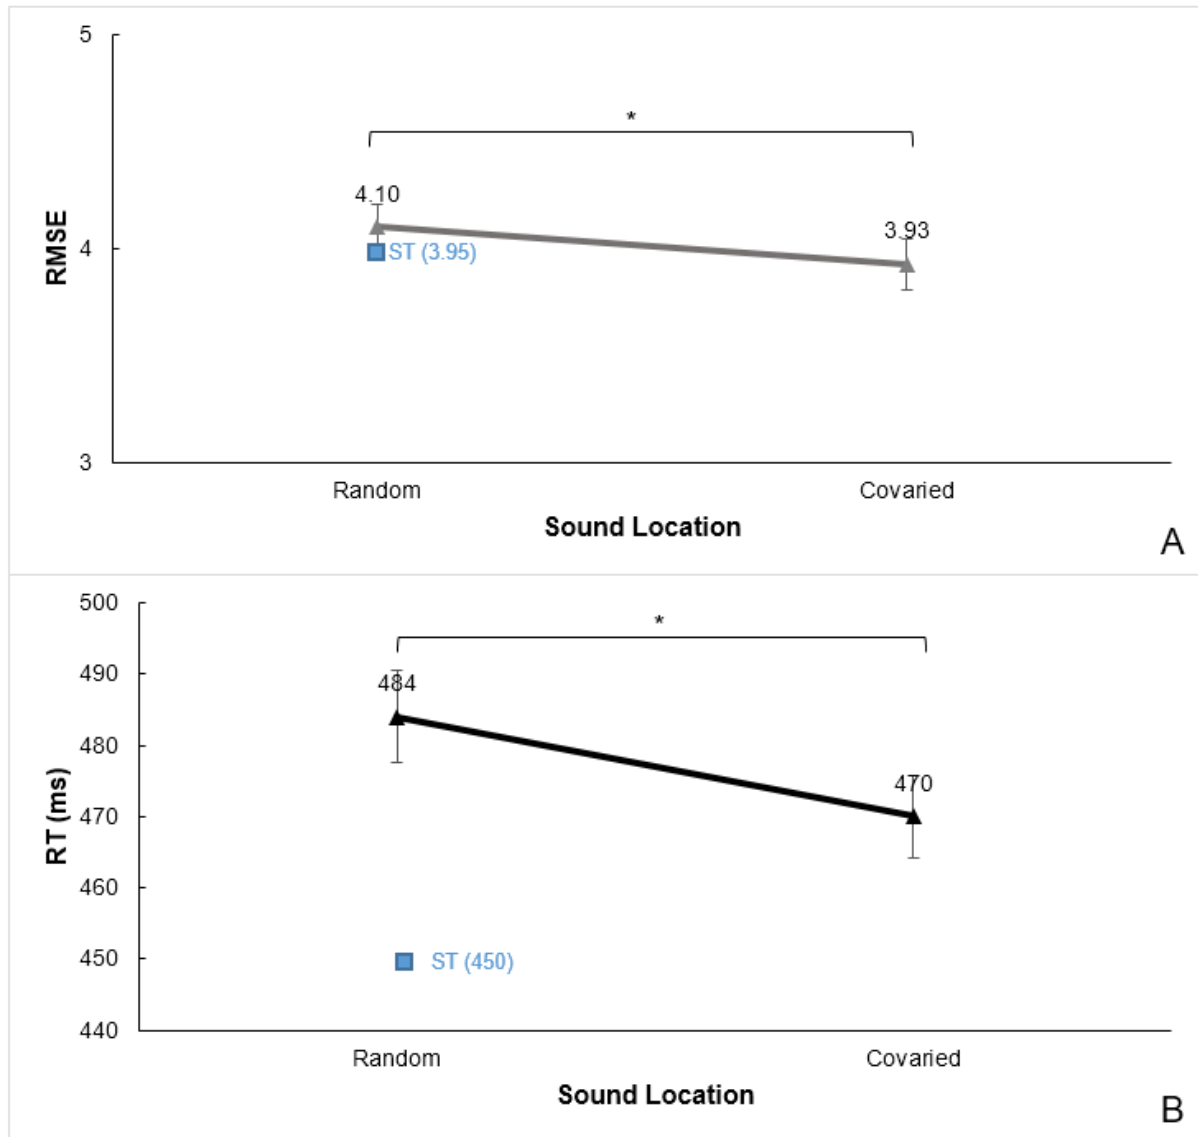 5
*
4.10
3.93
RMSE
4
ST (3.95)
3
Random
Covaried
Sound Location
A
500
*
490
484
480
470
RT (ms)
470
460
450
ST (450)
440
Random
Covaried
Sound Location
B